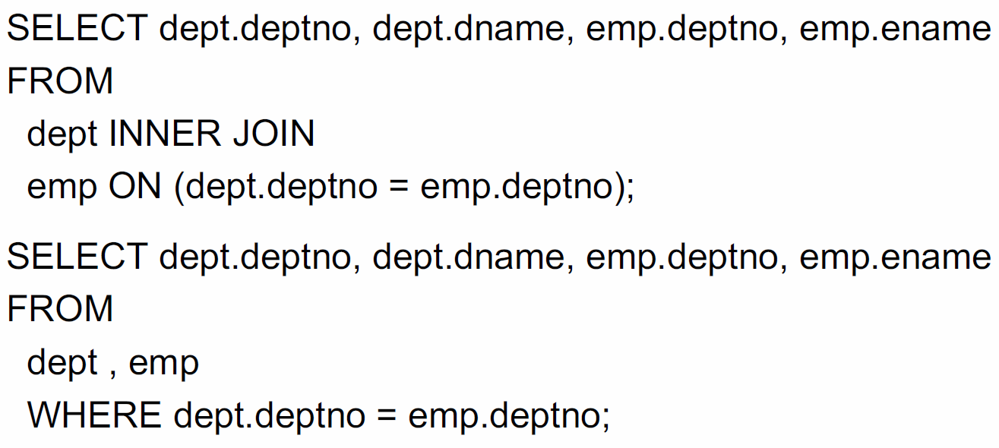 SELECT dept.deptno, dept.dname, emp.deptno, emp.ename
FROM
dept INNER JOIN
emp ON (dept.deptno = emp.deptno);
SELECT dept.deptno, dept.dname, emp.deptno, emp.ename
FROM
dept , emp
WHERE dept.deptno = emp.deptno;